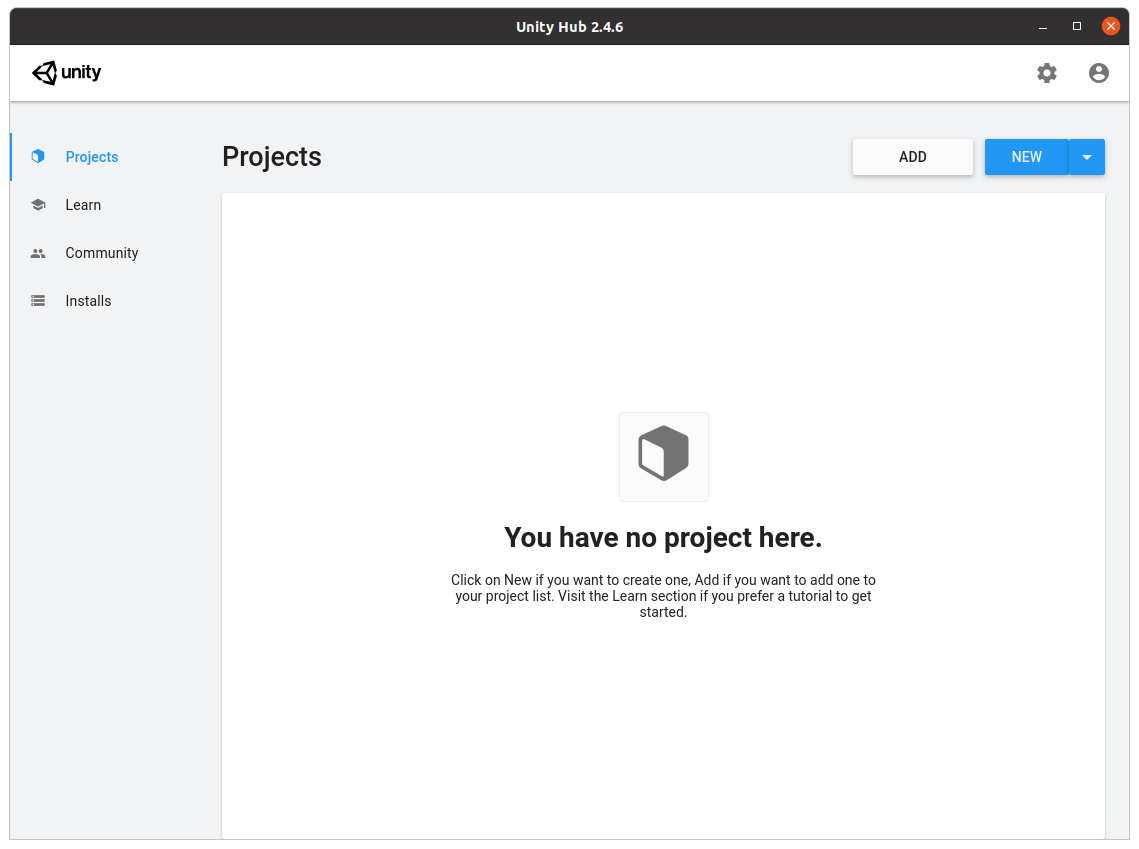 Unity Hub 2.4.6
unity
Projects
Learn
Community
Installs
Projects
ADD
NEW
You have no project here.
Click on New if you want to create one, Add if you want to add one to
your project list. Visit the Learn section if you prefer a tutorial to get
started.